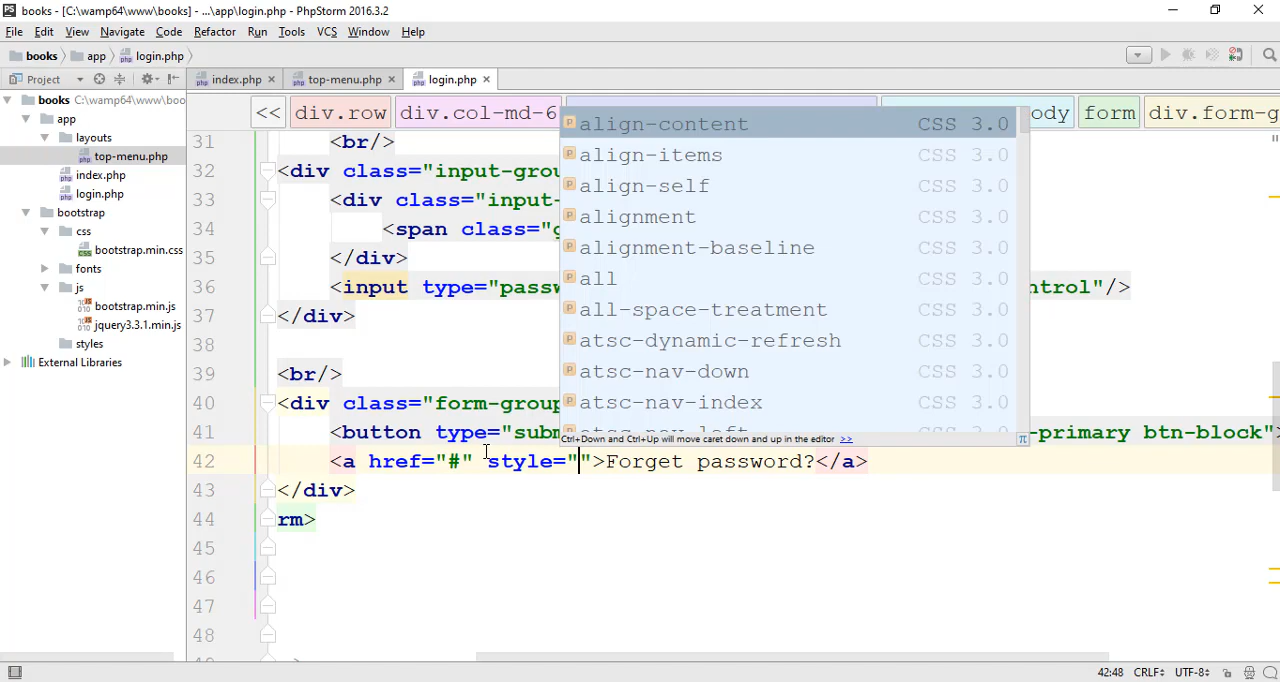 books - [C:\wamp64\www\books] - ...\app\login.php - PhpStorm 2016.3.2
File Edit View Navigate Code Refactor Run Tools VCS Window Help
books app login.php
Project index.php top-menu.php login.php
<< div.row div.col-md-6 ody form div.form-g
books C:\wamp64\www\boo
app
layouts
top-menu.php
index.php
login.php
bootstrap
css
bootstrap.min.css
fonts
js
bootstrap.min.js
jquery3.3.1.min.js
styles
External Libraries
31 <br/>
32 <div class="input-grou
33 <div class="input-
34 <span class="g
35 </div>
36 <input type="passw ntrol"/>
37 </div>
38
39 <br/>
40 <div class="form-group
41 <button type="subm -primary btn-block">
42 <a href="#" style="">Forget password?</a>
43 </div>
44 rm>
45
46
47
48
align-content CSS 3.0
align-items CSS 3.0
align-self CSS 3.0
alignment CSS 3.0
alignment-baseline CSS 3.0
all CSS 3.0
all-space-treatment CSS 3.0
atsc-dynamic-refresh CSS 3.0
atsc-nav-down CSS 3.0
atsc-nav-index CSS 3.0
atsc-nav-left CSS 3.0
Ctrl+Down and Ctrl+Up will move caret down and up in the editor >> π
42:48 CRLF UTF-8